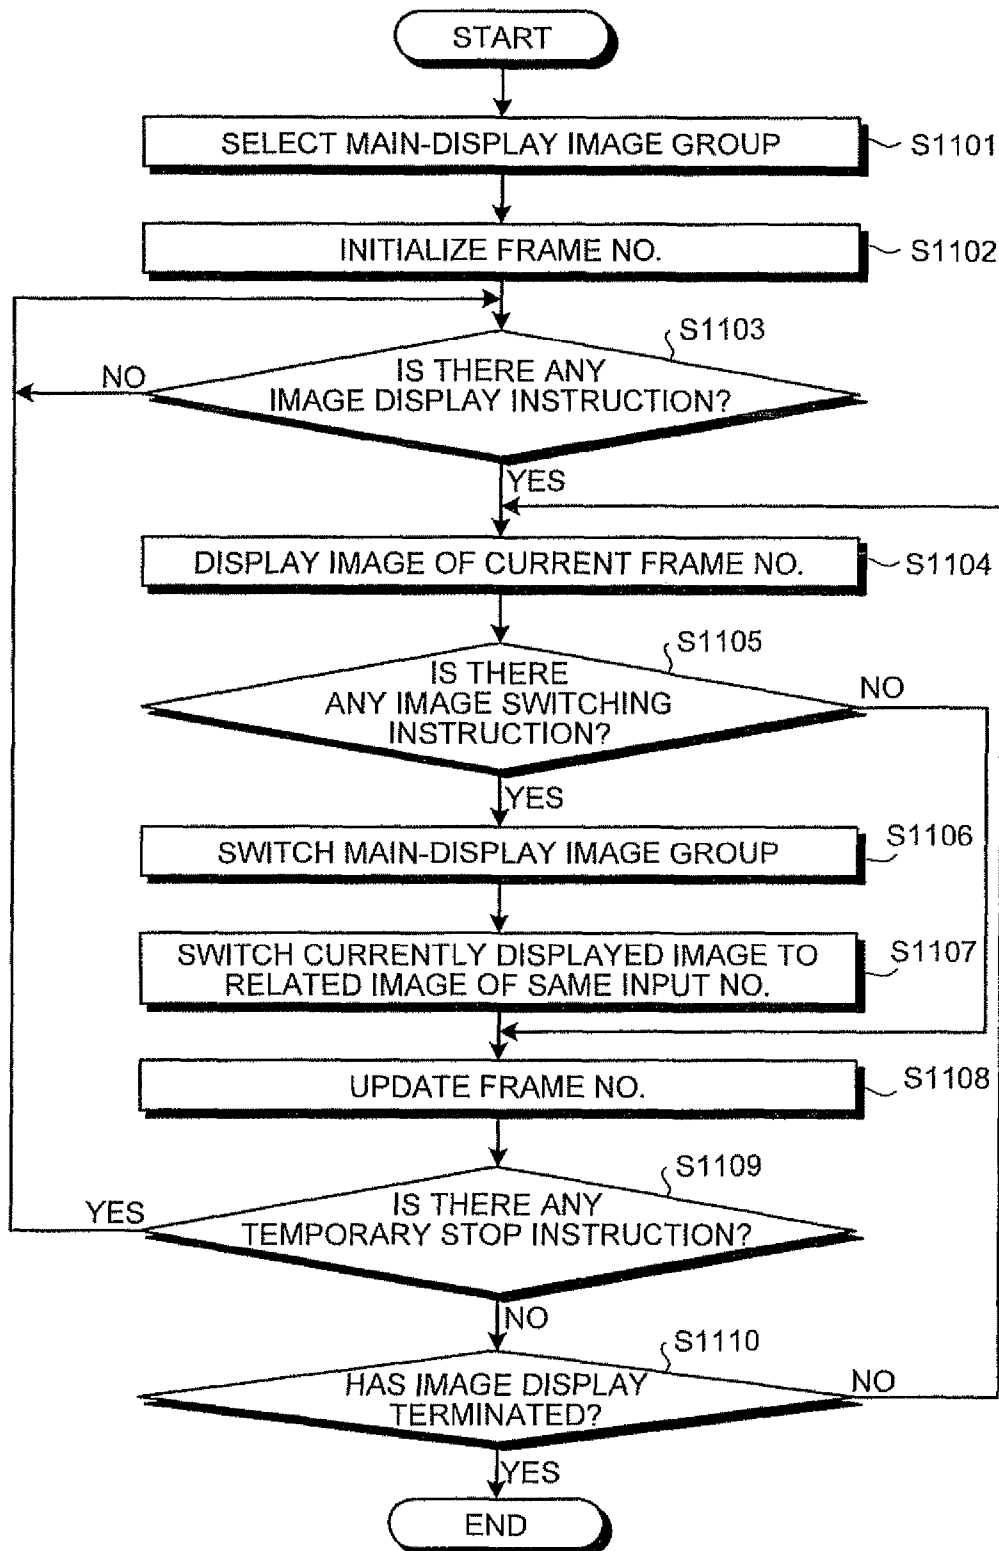 START
SELECT MAIN-DISPLAY IMAGE GROUP
S1101
INITIALIZE FRAME NO.
S1102
S1103
IS THERE ANY
IMAGE DISPLAY INSTRUCTION?
NO
YES
DISPLAY IMAGE OF CURRENT FRAME NO.
S1104
S1105
IS THERE
ANY IMAGE SWITCHING
INSTRUCTION?
NO
YES
SWITCH MAIN-DISPLAY IMAGE GROUP
S1106
SWITCH CURRENTLY DISPLAYED IMAGE TO
RELATED IMAGE OF SAME INPUT NO.
S1107
UPDATE FRAME NO.
S1108
S1109
IS THERE ANY
TEMPORARY STOP INSTRUCTION?
YES
NO
S1110
HAS IMAGE DISPLAY
TERMINATED?
NO
YES
END